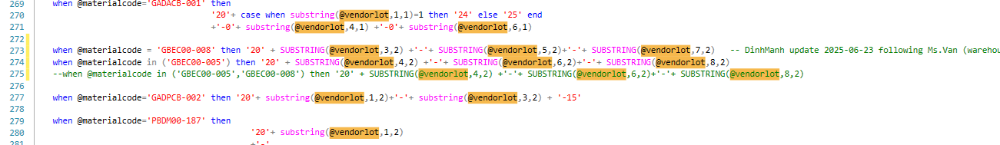 269 when @materialcode='GADACB-001' then
270 '20'+ case when substring(@vendorlot,1,1)=1 then '24' else '25' end
271 +'-0'+ substring(@vendorlot,4,1) +'-0'+ substring(@vendorlot,6,1)
272
273 when @materialcode = 'GBEC00-008' then '20' + SUBSTRING(@vendorlot,3,2) +'-'+ SUBSTRING(@vendorlot,5,2)+'-'+ SUBSTRING(@vendorlot,7,2) -- DinhManh update 2025-06-23 following Ms.Van (warehou
274 when @materialcode in ('GBEC00-005') then '20' + SUBSTRING(@vendorlot,4,2) +'-'+ SUBSTRING(@vendorlot,6,2)+'-'+ SUBSTRING(@vendorlot,8,2)
275 --when @materialcode in ('GBEC00-005','GBEC00-008') then '20' + SUBSTRING(@vendorlot,4,2) +'-'+ SUBSTRING(@vendorlot,6,2)+'-'+ SUBSTRING(@vendorlot,8,2)
276
277 when @materialcode='GADPCB-002' then '20'+ substring(@vendorlot,1,2)+'-'+ substring(@vendorlot,3,2) + '-15'
278
279 when @materialcode='PBDM00-187' then
280 '20'+ substring(@vendorlot,1,2)
281 +'-'